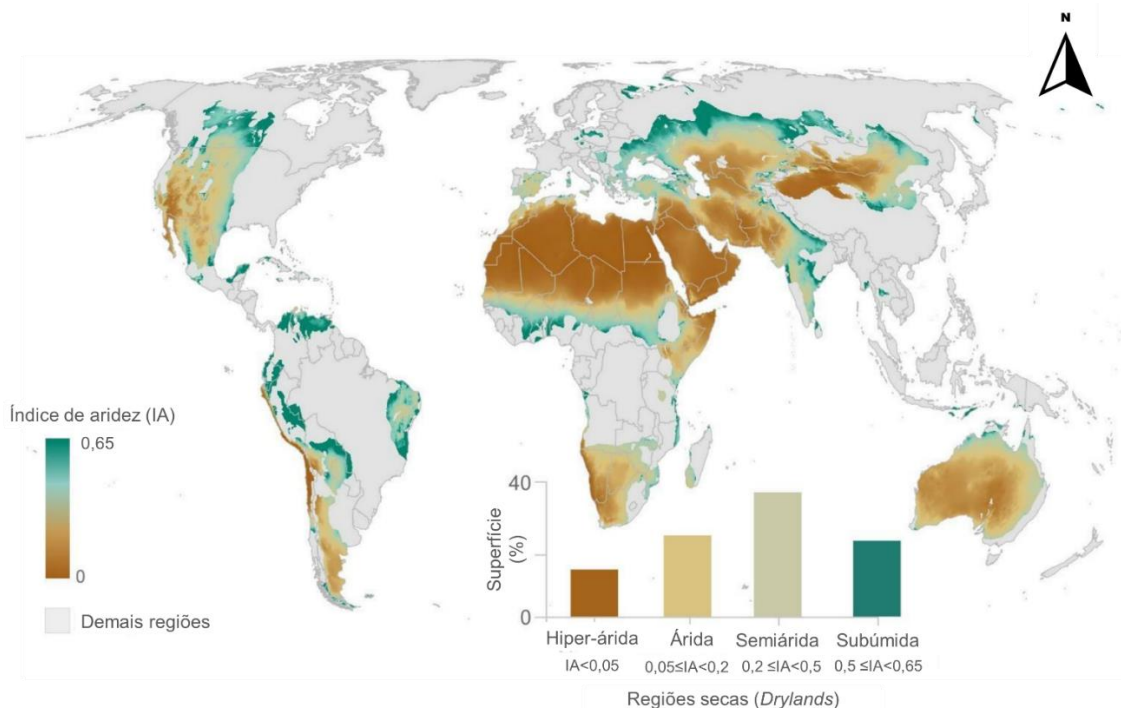 N
Índice de aridez (IA)
0,65
0
Demais regiões
40
Superfície
(%)
0
Hiper-árida
Árida
Semiárida
Subúmida
IA<0,05
0,05≤IA<0,2
0,2 ≤IA<0,5
0,5 ≤IA<0,65
Regiões secas (Drylands)